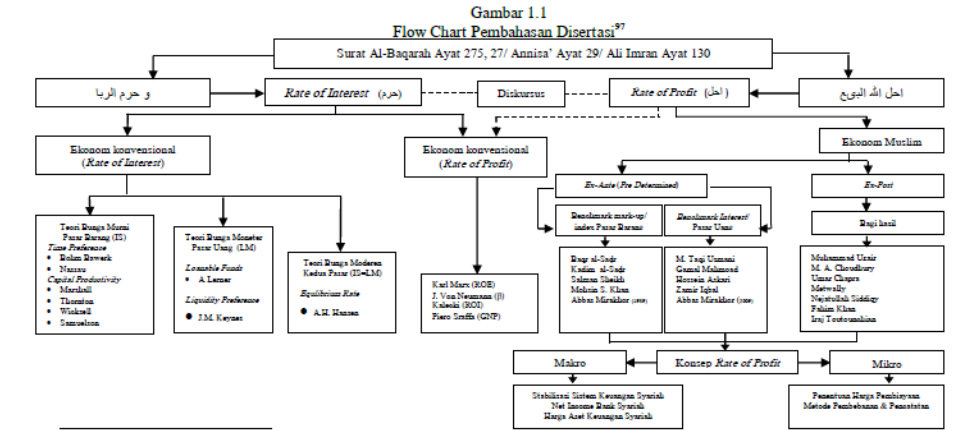 Gambar 1.1
Flow Chart Pembahasan Disertasi97
Surat Al-Baqarah Ayat 275, 27/ Annisa’ Ayat 29/ Ali Imran Ayat 130
و حرم الربا
Rate of Interest (حرم)
Diskursus
Rate of Profit (احل)
احل الله البيع
Ekonom konvensional
(Rate of Interest)
Ekonom konvensional
(Rate of Profit)
Ekonom Muslim
Ex-Ante (Pre Determined)
Ex-Post
Benchmark mark-up/
index Pasar Barang
Benchmark Interest/
Pasar Uang
Bagi hasil
Teori Bunga Murni
Pasar Barang (IS)
Time Preference
• Bohm Bawerk
• Nassau
Capital Productivity
• Marshall
• Thornton
• Wicksell
• Samuelson
Teori Bunga Moneter
Pasar Uang (LM)
Loanable Funds
• A Lerner
Liquidity Preference
• J.M. Keynes
Teori Bunga Moderen
Kedua Pasar (IS=LM)
Equilibrium Rate
• A.H. Hansen
Karl Marx (ROE)
J. Von Neumann (β)
Kalecki (ROI)
Piero Sraffa (GNP)
Baqr al-Sadr
Kadim al-Sadr
Salman Sheikh
Mohsin S. Khan
Abbas Mirakhor
M. Taqi Usmani
Gamal Mahmoud
Hossein Askari
Zamir Iqbal
Abbas Mirakhor
Muhammad Uzair
M. A. Choudhury
Umar Chapra
Metwally
Nejatullah Siddiqy
Fahim Khan
Iraj Toutounchian
Makro
Konsep Rate of Profit
Mikro
Stabilisasi Sistem Keuangan Syariah
Net Income Bank Syariah
Harga Aset Keuangan Syariah
Penentuan Harga Pembiayaan
Metode Pembebanan & Pencatatan